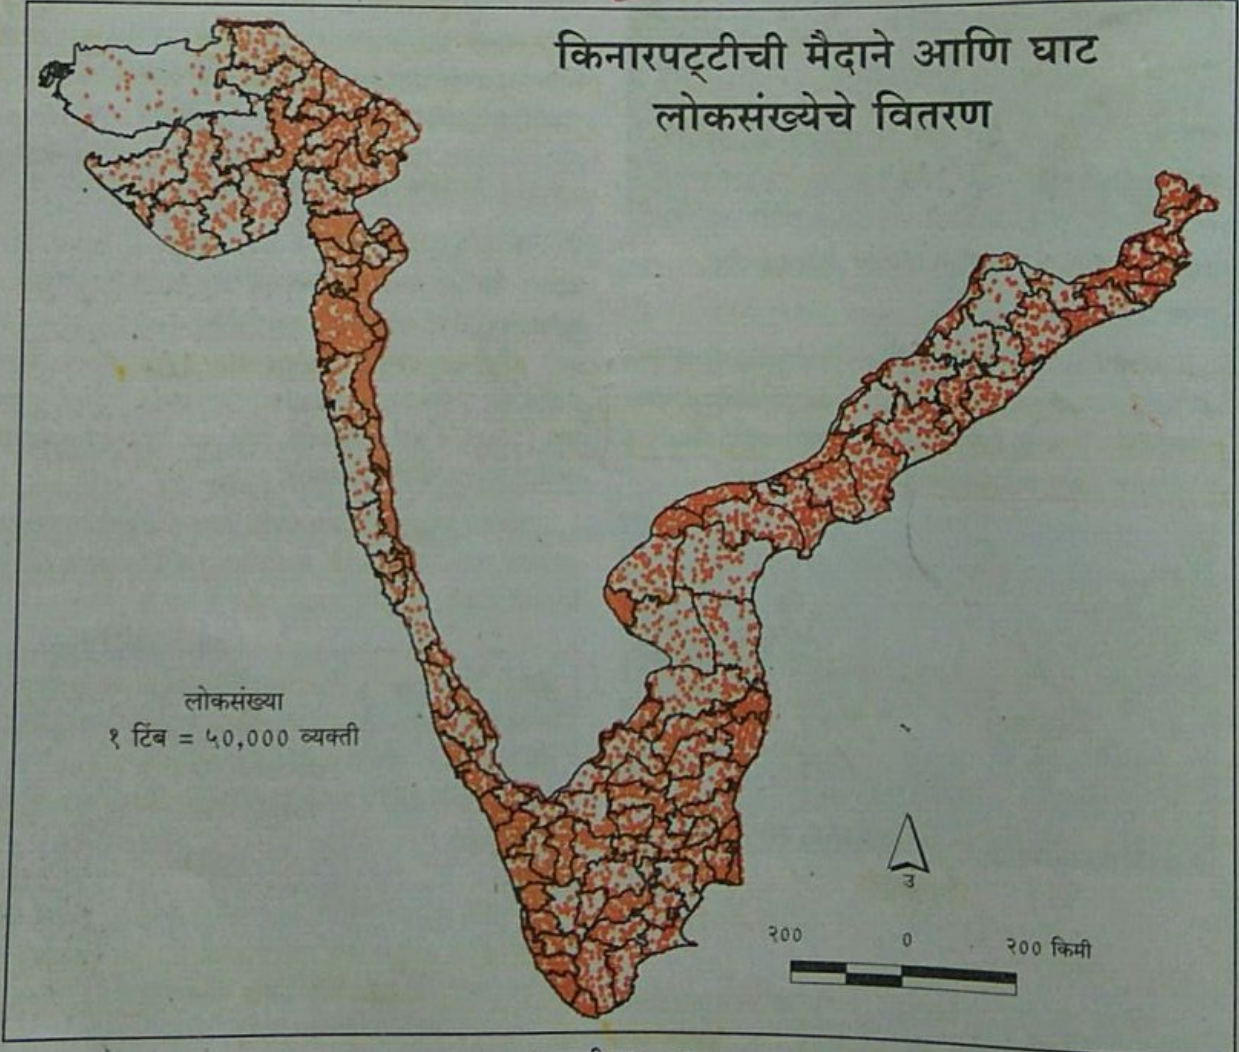 किनारपट्टीची मैदाने आणि घाट
लोकसंख्येचे वितरण
लोकसंख्या
१ टिंब = ५०,००० व्यक्ती
उ
२०० ० २०० किमी